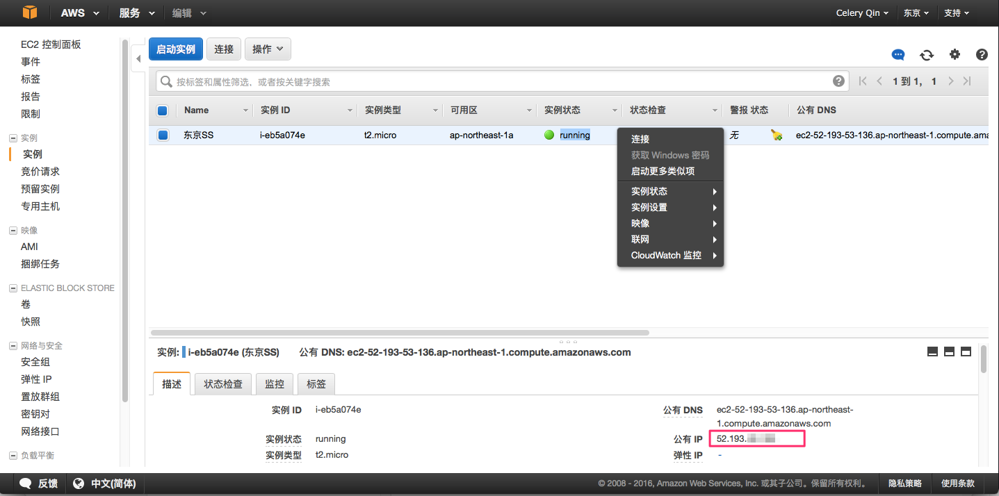 AWS 服务 编辑 Celery Qin 东京 支持
EC2 控制面板
事件
标签
报告
限制
实例
实例
竞价请求
预留实例
专用主机
映像
AMI
捆绑任务
ELASTIC BLOCK STORE
卷
快照
网络与安全
安全组
弹性 IP
置放群组
密钥对
网络接口
负载平衡
启动实例 连接 操作
按标签和属性筛选，或者按关键字搜索 1 到 1， 1
Name 实例 ID 实例类型 可用区 实例状态 状态检查 警报 状态 公有 DNS
东京SS i-eb5a074e t2.micro ap-northeast-1a running 无 ec2-52-193-53-136.ap-northeast-1.compute.ama
连接
获取 Windows 密码
启动更多类似项
实例状态
实例设置
映像
联网
CloudWatch 监控
实例: i-eb5a074e (东京SS) 公有 DNS: ec2-52-193-53-136.ap-northeast-1.compute.amazonaws.com
描述 状态检查 监控 标签
实例 ID i-eb5a074e 公有 DNS ec2-52-193-53-136.ap-northeast-
1.compute.amazonaws.com
实例状态 running 公有 IP 52.193.
实例类型 t2.micro 弹性 IP -
反馈 中文(简体) © 2008 - 2016, Amazon Web Services, Inc. 或其子公司。保留所有权利。 隐私策略 使用条款